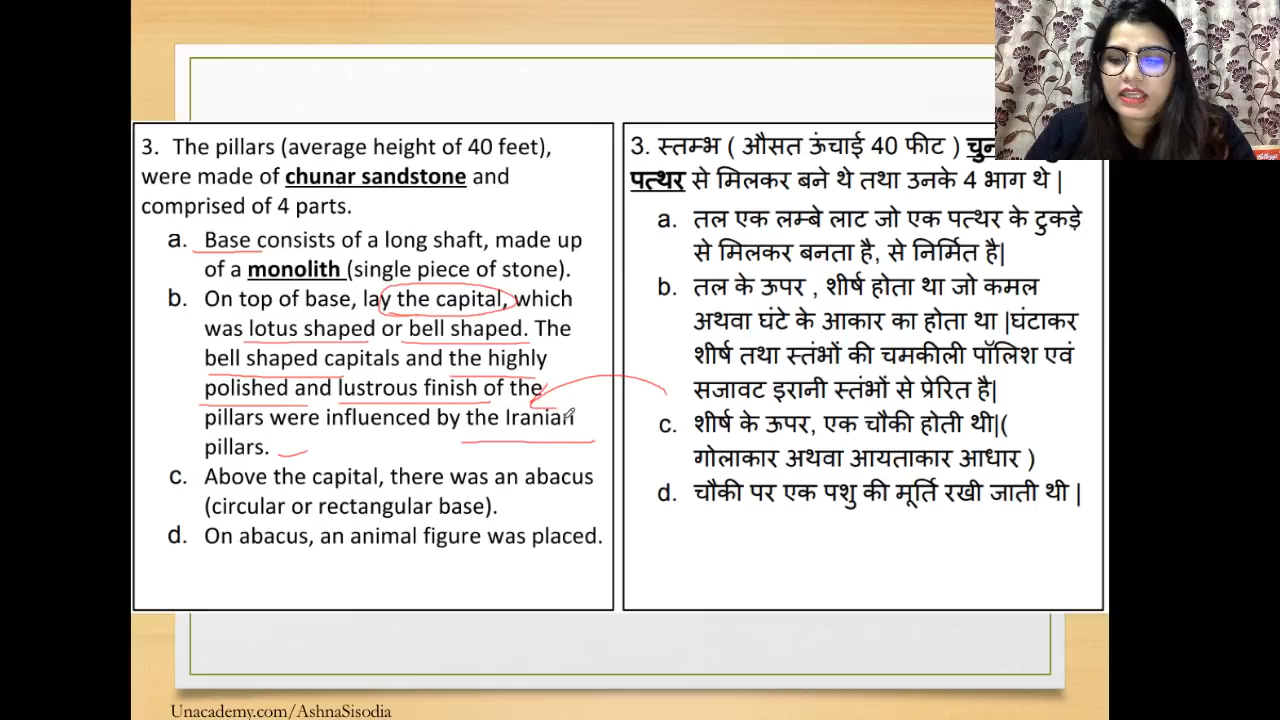 3. The pillars (average height of 40 feet),
were made of chunar sandstone and
comprised of 4 parts.
a. Base consists of a long shaft, made up
of a monolith (single piece of stone).
b. On top of base, lay the capital, which
was lotus shaped or bell shaped. The
bell shaped capitals and the highly
polished and lustrous finish of the
pillars were influenced by the Iranian
pillars.
c. Above the capital, there was an abacus
(circular or rectangular base).
d. On abacus, an animal figure was placed.
3. स्तम्भ ( औसत ऊंचाई 40 फीट )
पत्थर से मिलकर बने थे तथा उनके 4 भाग थे |
a. तल एक लम्बे लाट जो एक पत्थर के टुकड़े
से मिलकर बनता है, से निर्मित है|
b. तल के ऊपर , शीर्ष होता था जो कमल
अथवा घंटे के आकार का होता था |घंटाकर
शीर्ष तथा स्तंभों की चमकीली पॉलिश एवं
सजावट इरानी स्तंभों से प्रेरित है|
c. शीर्ष के ऊपर, एक चौकी होती थी|(
गोलाकार अथवा आयताकार आधार )
d. चौकी पर एक पशु की मूर्ति रखी जाती थी |
Unacademy.com/AshnaSisodia